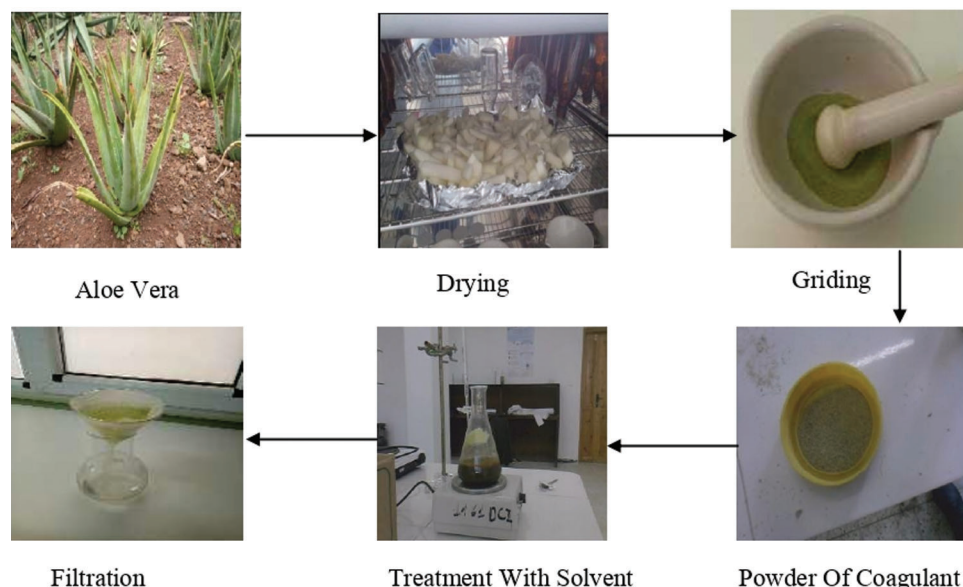 Aloe Vera
Drying
Griding
Filtration
Treatment With Solvent
Powder Of Coagulant